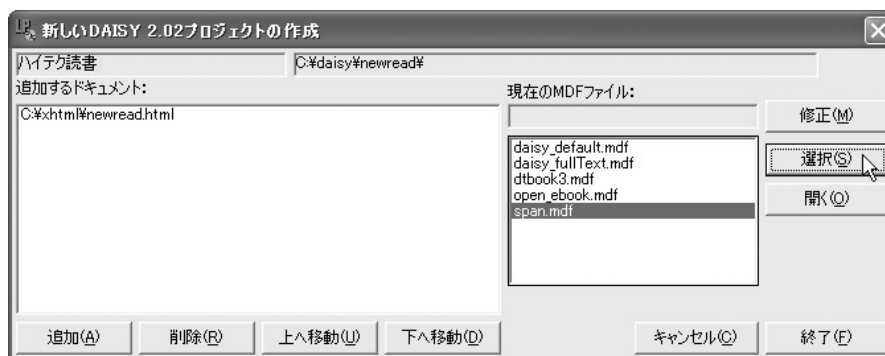 新しいDAISY 2.02プロジェクトの作成
ハイテク読書
C:¥daisy¥newread¥
追加するドキュメント:
C:¥xhtml¥newread.html
現在のMDFファイル:
daisy_default.mdf
daisy_fullText.mdf
dtbook3.mdf
open_ebook.mdf
span.mdf
修正(M)
選択(S)
開く(O)
追加(A)
削除(R)
上へ移動(U)
下へ移動(D)
キャンセル(C)
終了(F)